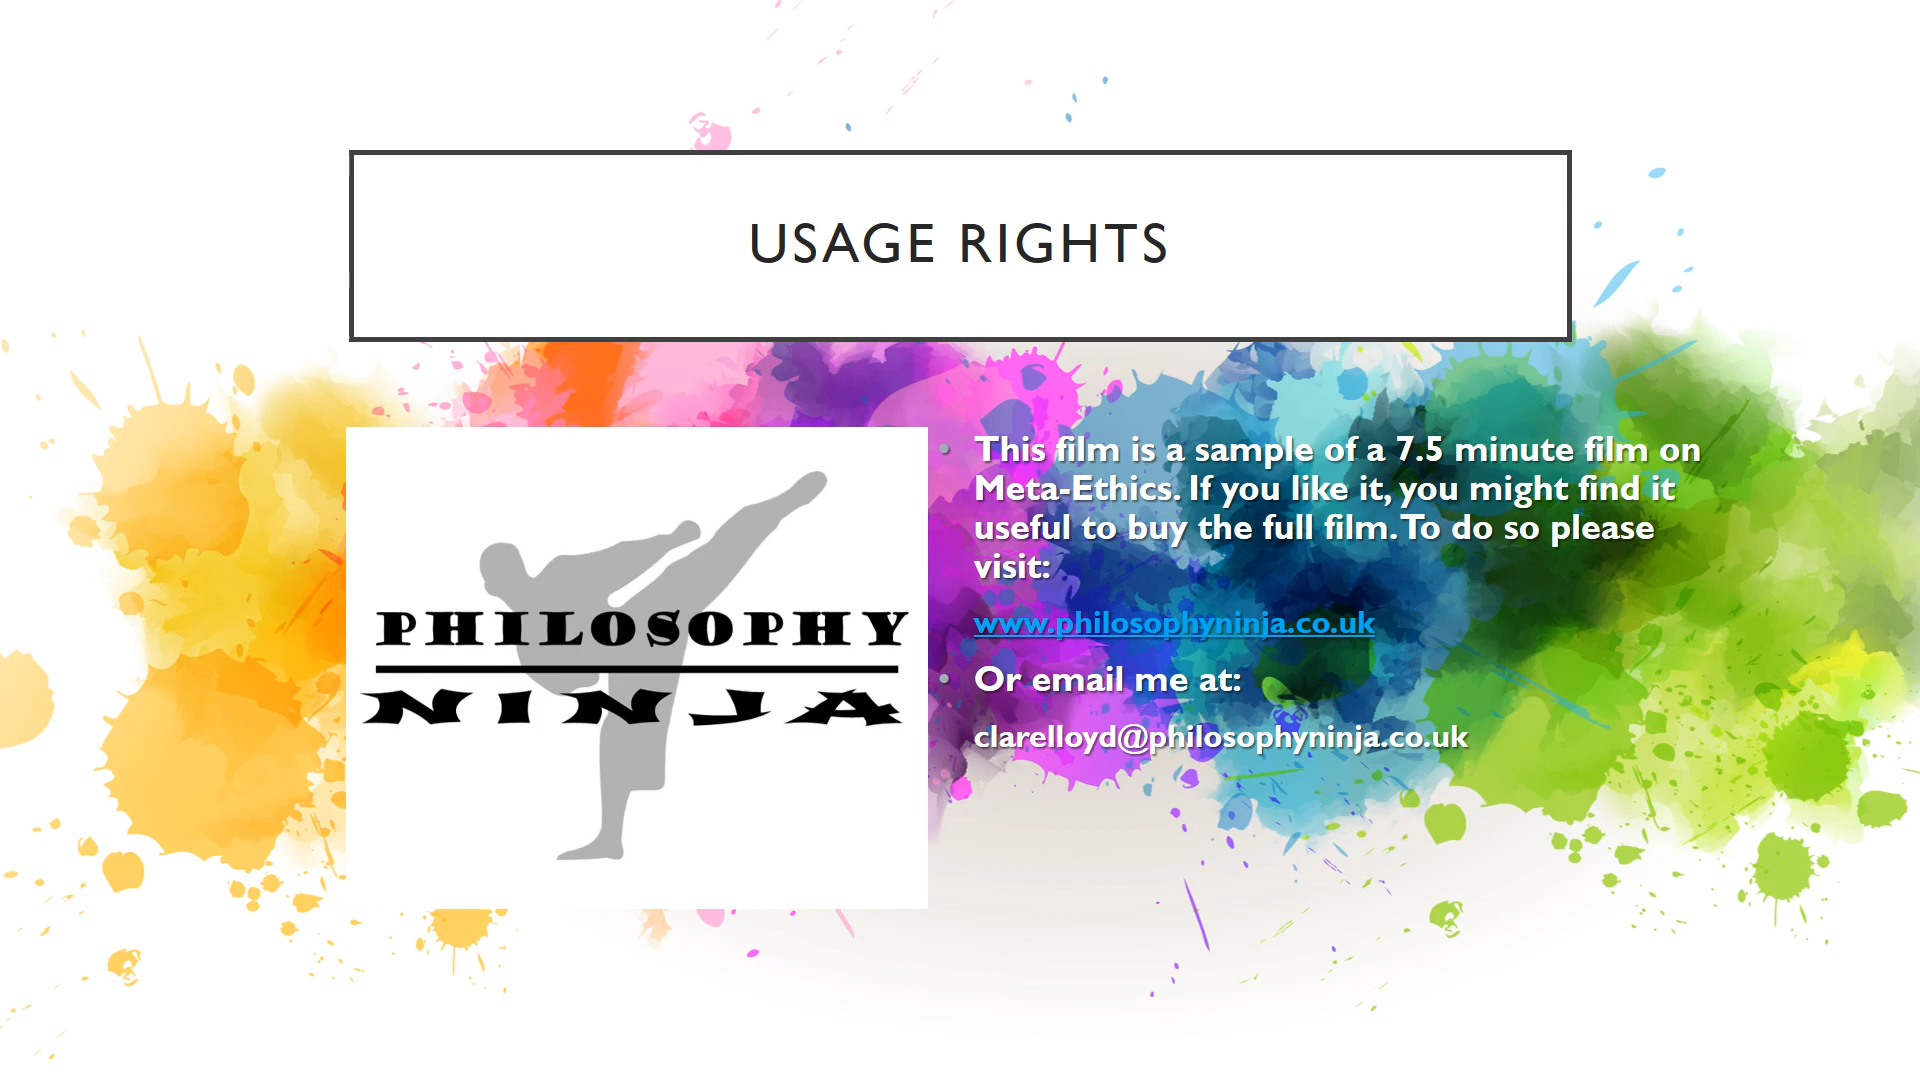 USAGE RIGHTS
PHILOSOPHY
NINJA
• This film is a sample of a 7.5 minute film on
Meta-Ethics. If you like it, you might find it
useful to buy the full film. To do so please
visit:
www.philosophyninja.co.uk
• Or email me at:
clarelloyd@philosophyninja.co.uk